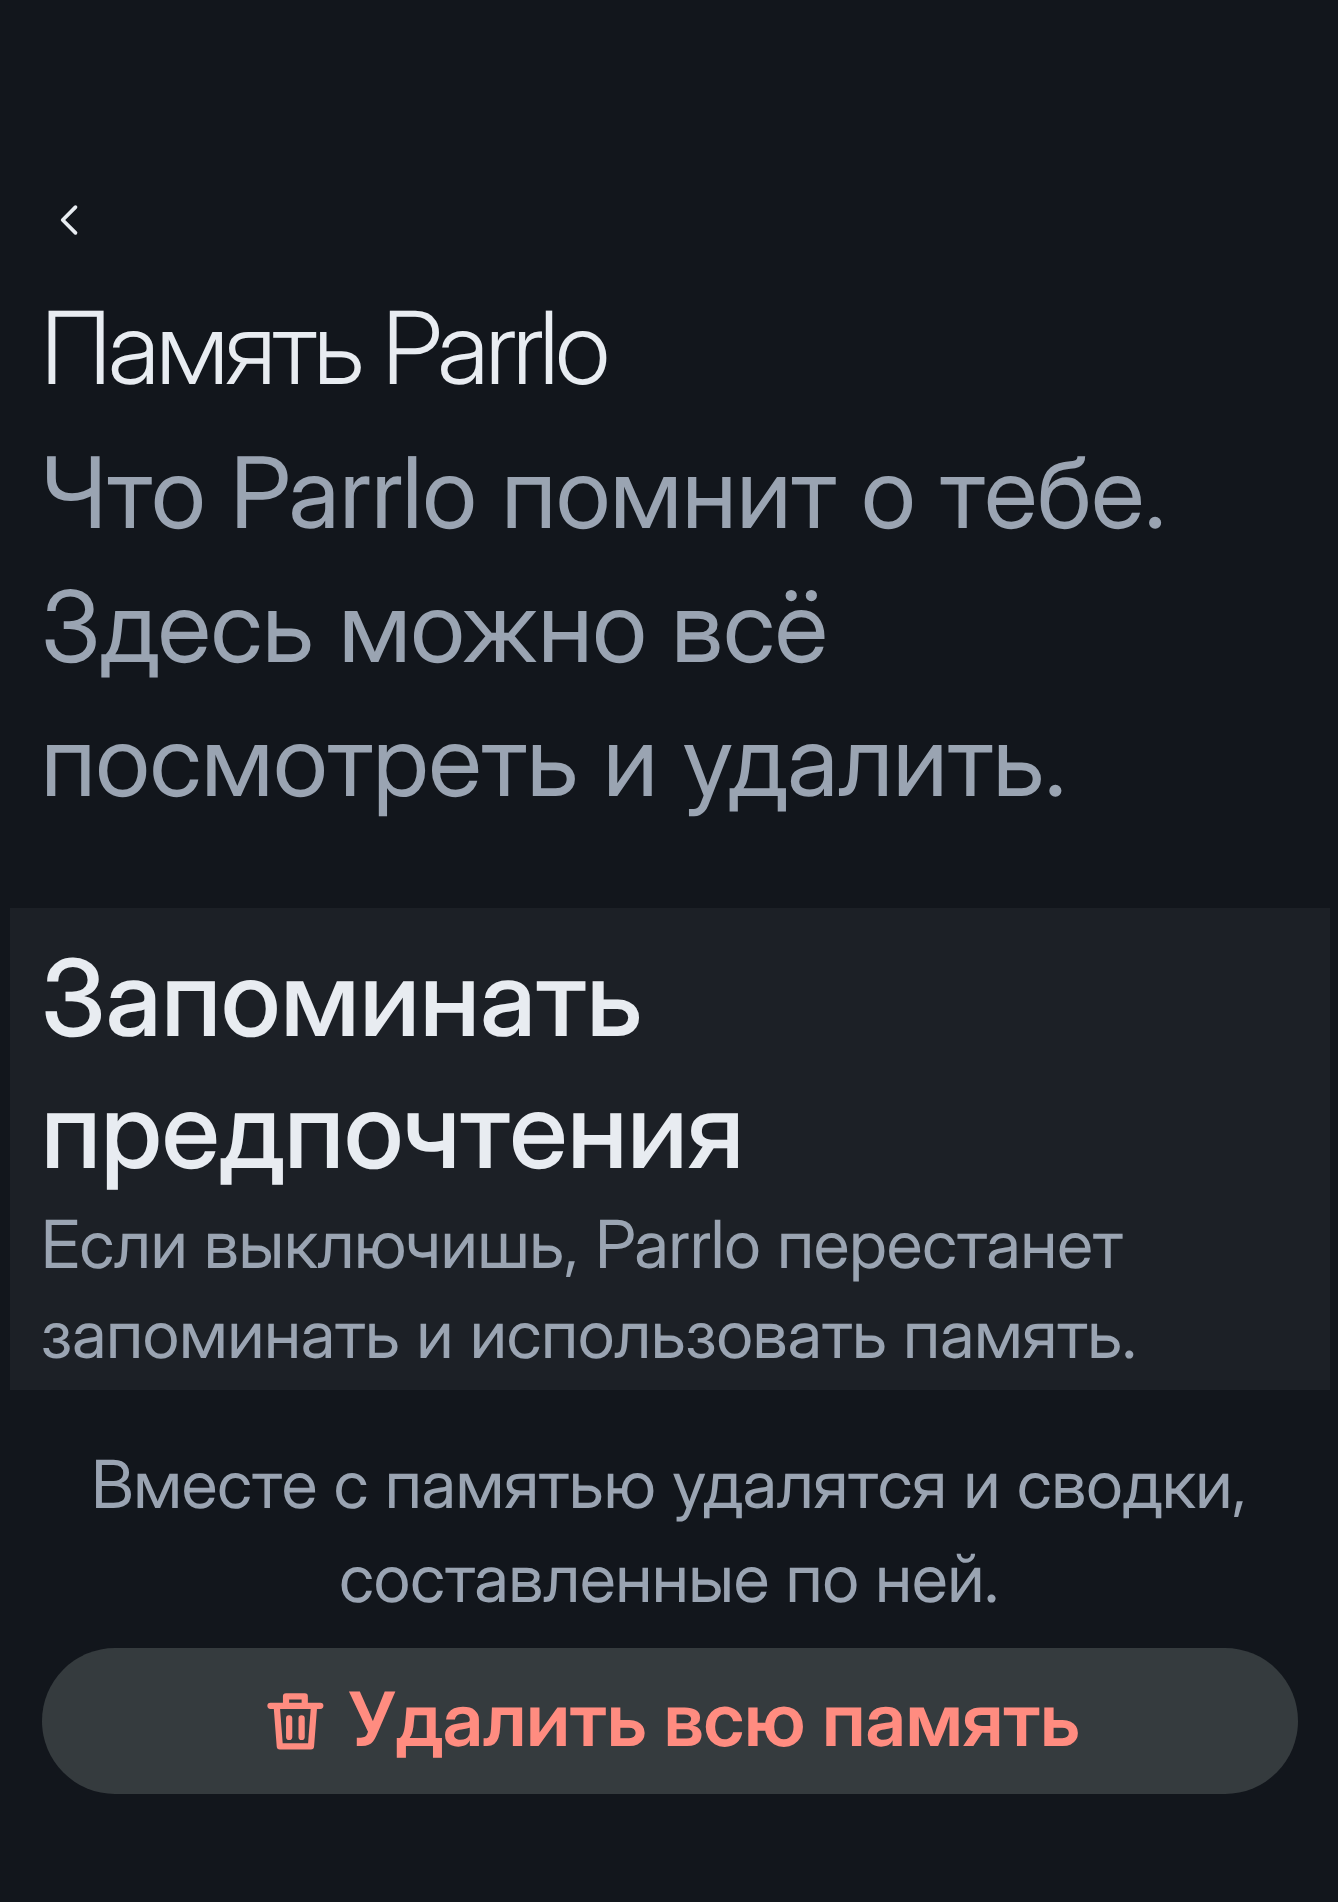 Память Parrlo
Что Parrlo помнит о тебе.
Здесь можно всё
посмотреть и удалить.
Запоминать
предпочтения
Если выключишь, Parrlo перестанет
запоминать и использовать память.
Вместе с памятью удалятся и сводки,
составленные по ней.
Удалить всю память